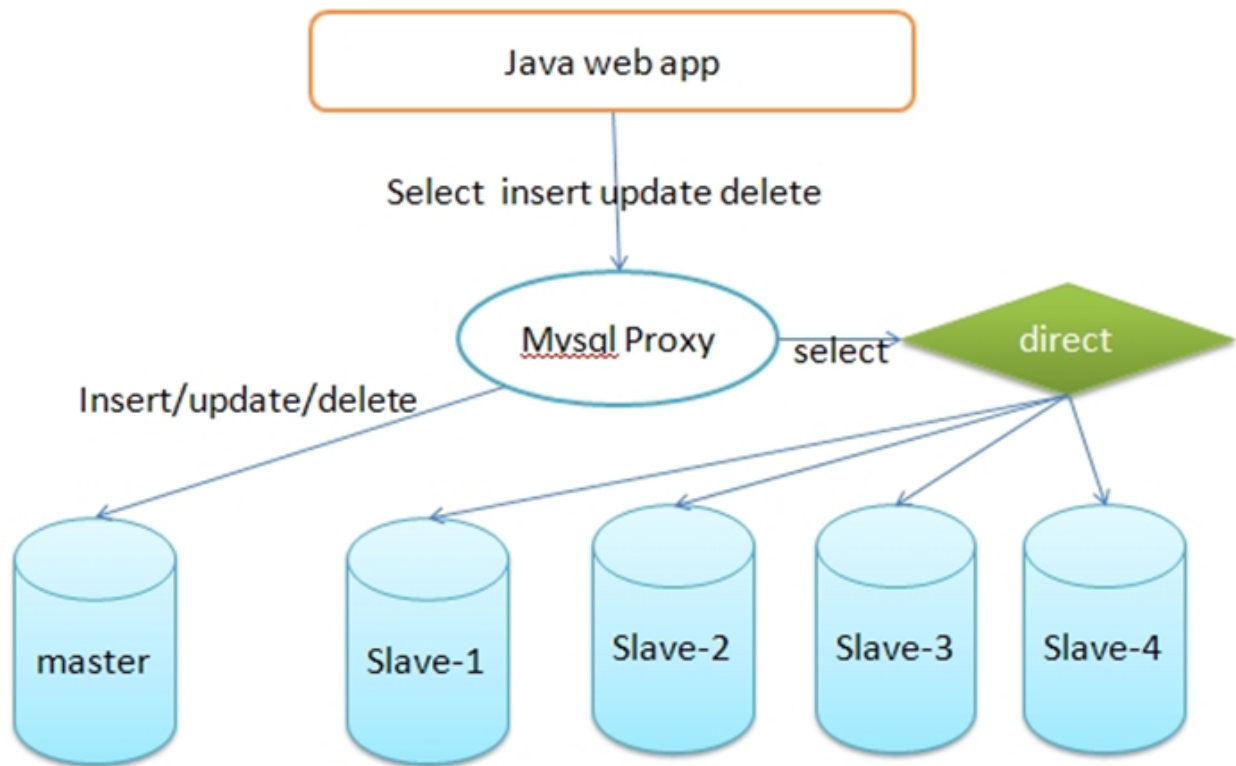 Java web app
Select insert update delete
Mysql Proxy
select
direct
Insert/update/delete
master
Slave-1
Slave-2
Slave-3
Slave-4